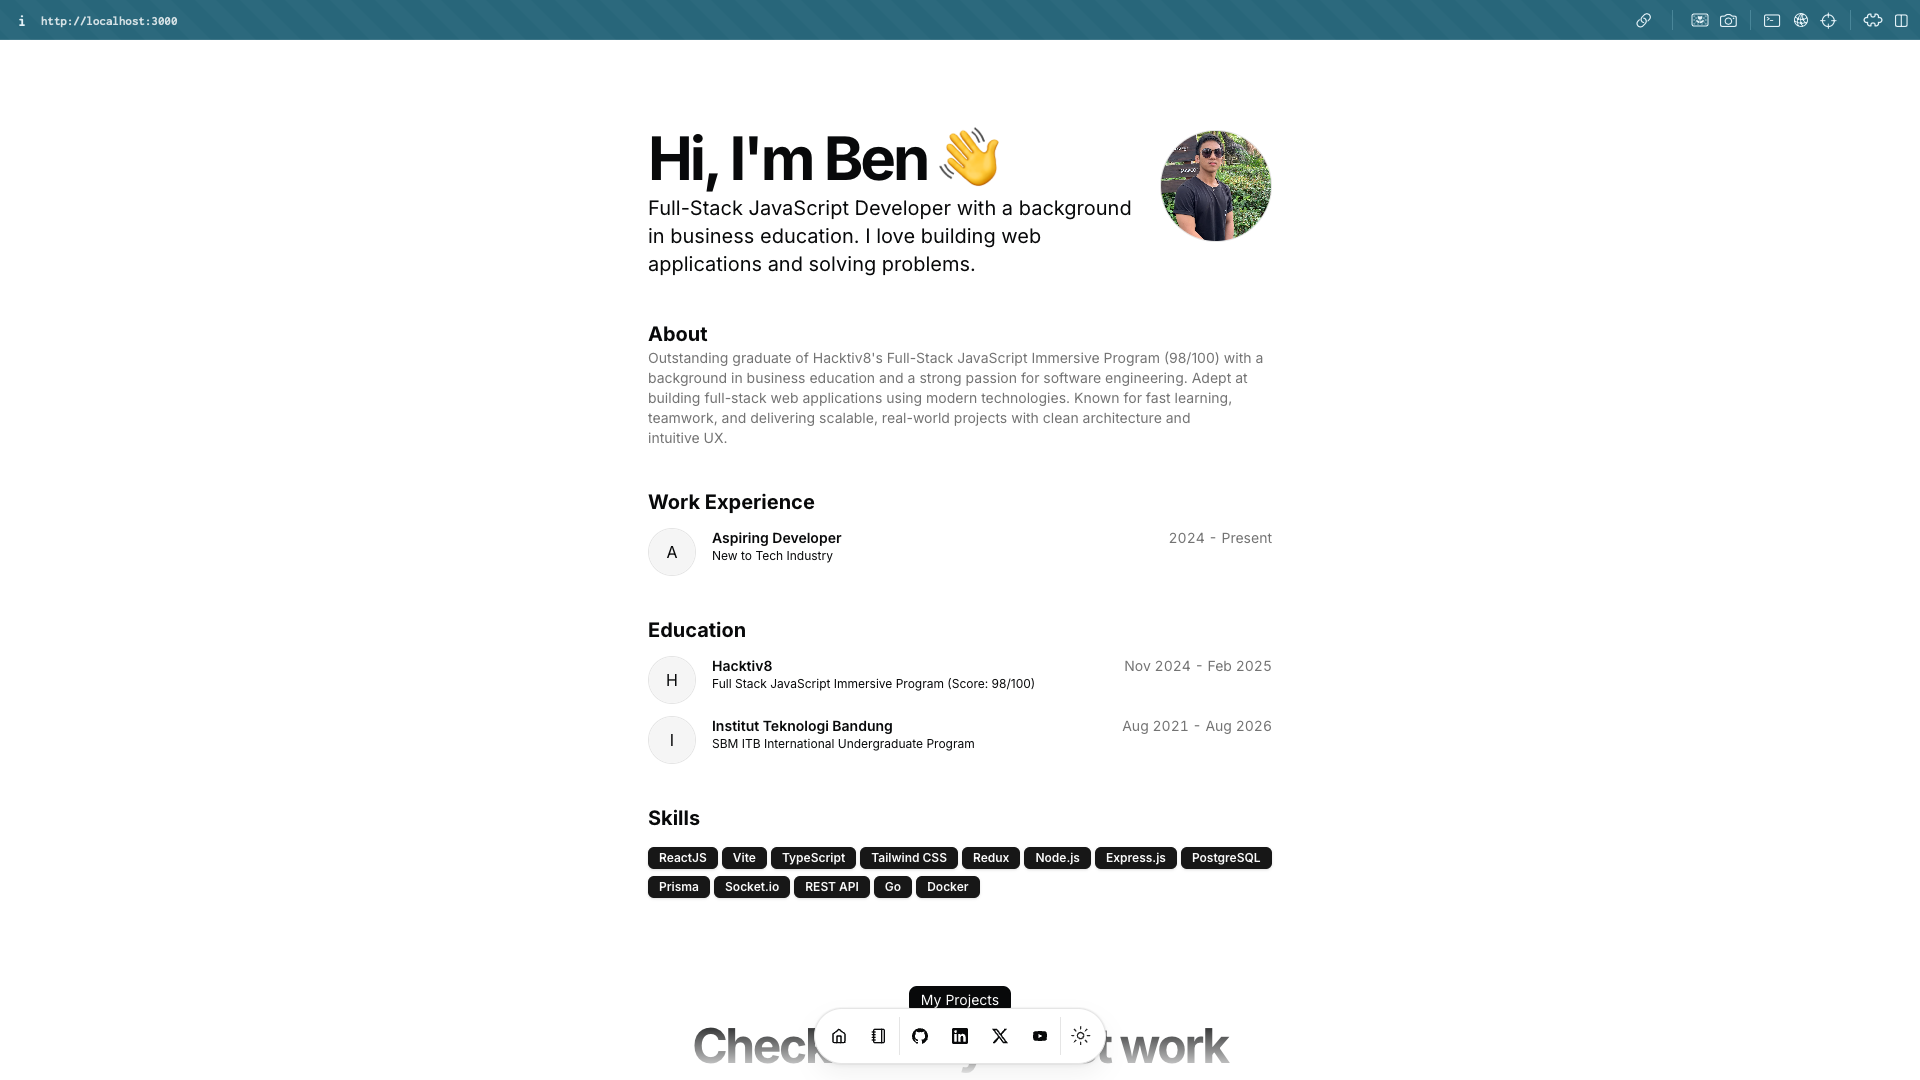 http://localhost:3000
Hi, I'm Ben 👋
Full-Stack JavaScript Developer with a background
in business education. I love building web
applications and solving problems.
About
Outstanding graduate of Hacktiv8's Full-Stack JavaScript Immersive Program (98/100) with a
background in business education and a strong passion for software engineering. Adept at
building full-stack web applications using modern technologies. Known for fast learning,
teamwork, and delivering scalable, real-world projects with clean architecture and
intuitive UX.
Work Experience
A
Aspiring Developer
2024 - Present
New to Tech Industry
Education
H
Hacktiv8
Nov 2024 - Feb 2025
Full Stack JavaScript Immersive Program (Score: 98/100)
I
Institut Teknologi Bandung
Aug 2021 - Aug 2026
SBM ITB International Undergraduate Program
Skills
ReactJS Vite TypeScript Tailwind CSS Redux Node.js Express.js PostgreSQL
Prisma Socket.io REST API Go Docker
My Projects
Check work